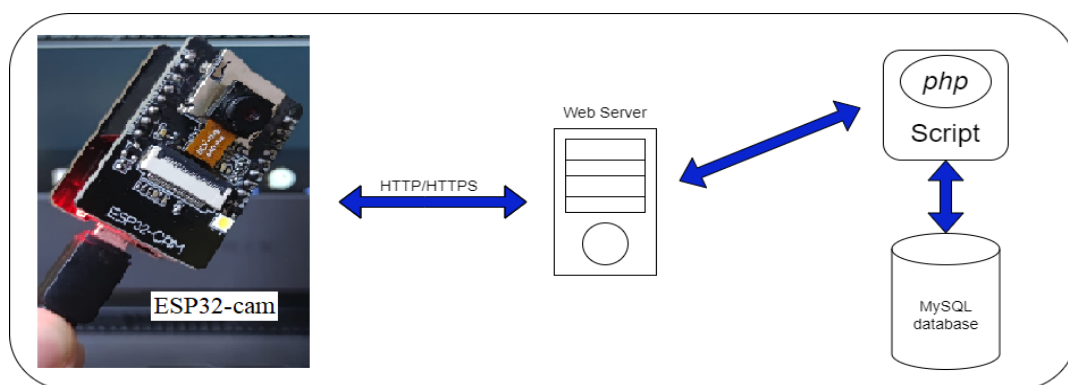 ESP32-CAM
ESP32-cam
HTTP/HTTPS
Web Server
php
Script
MySQL
database